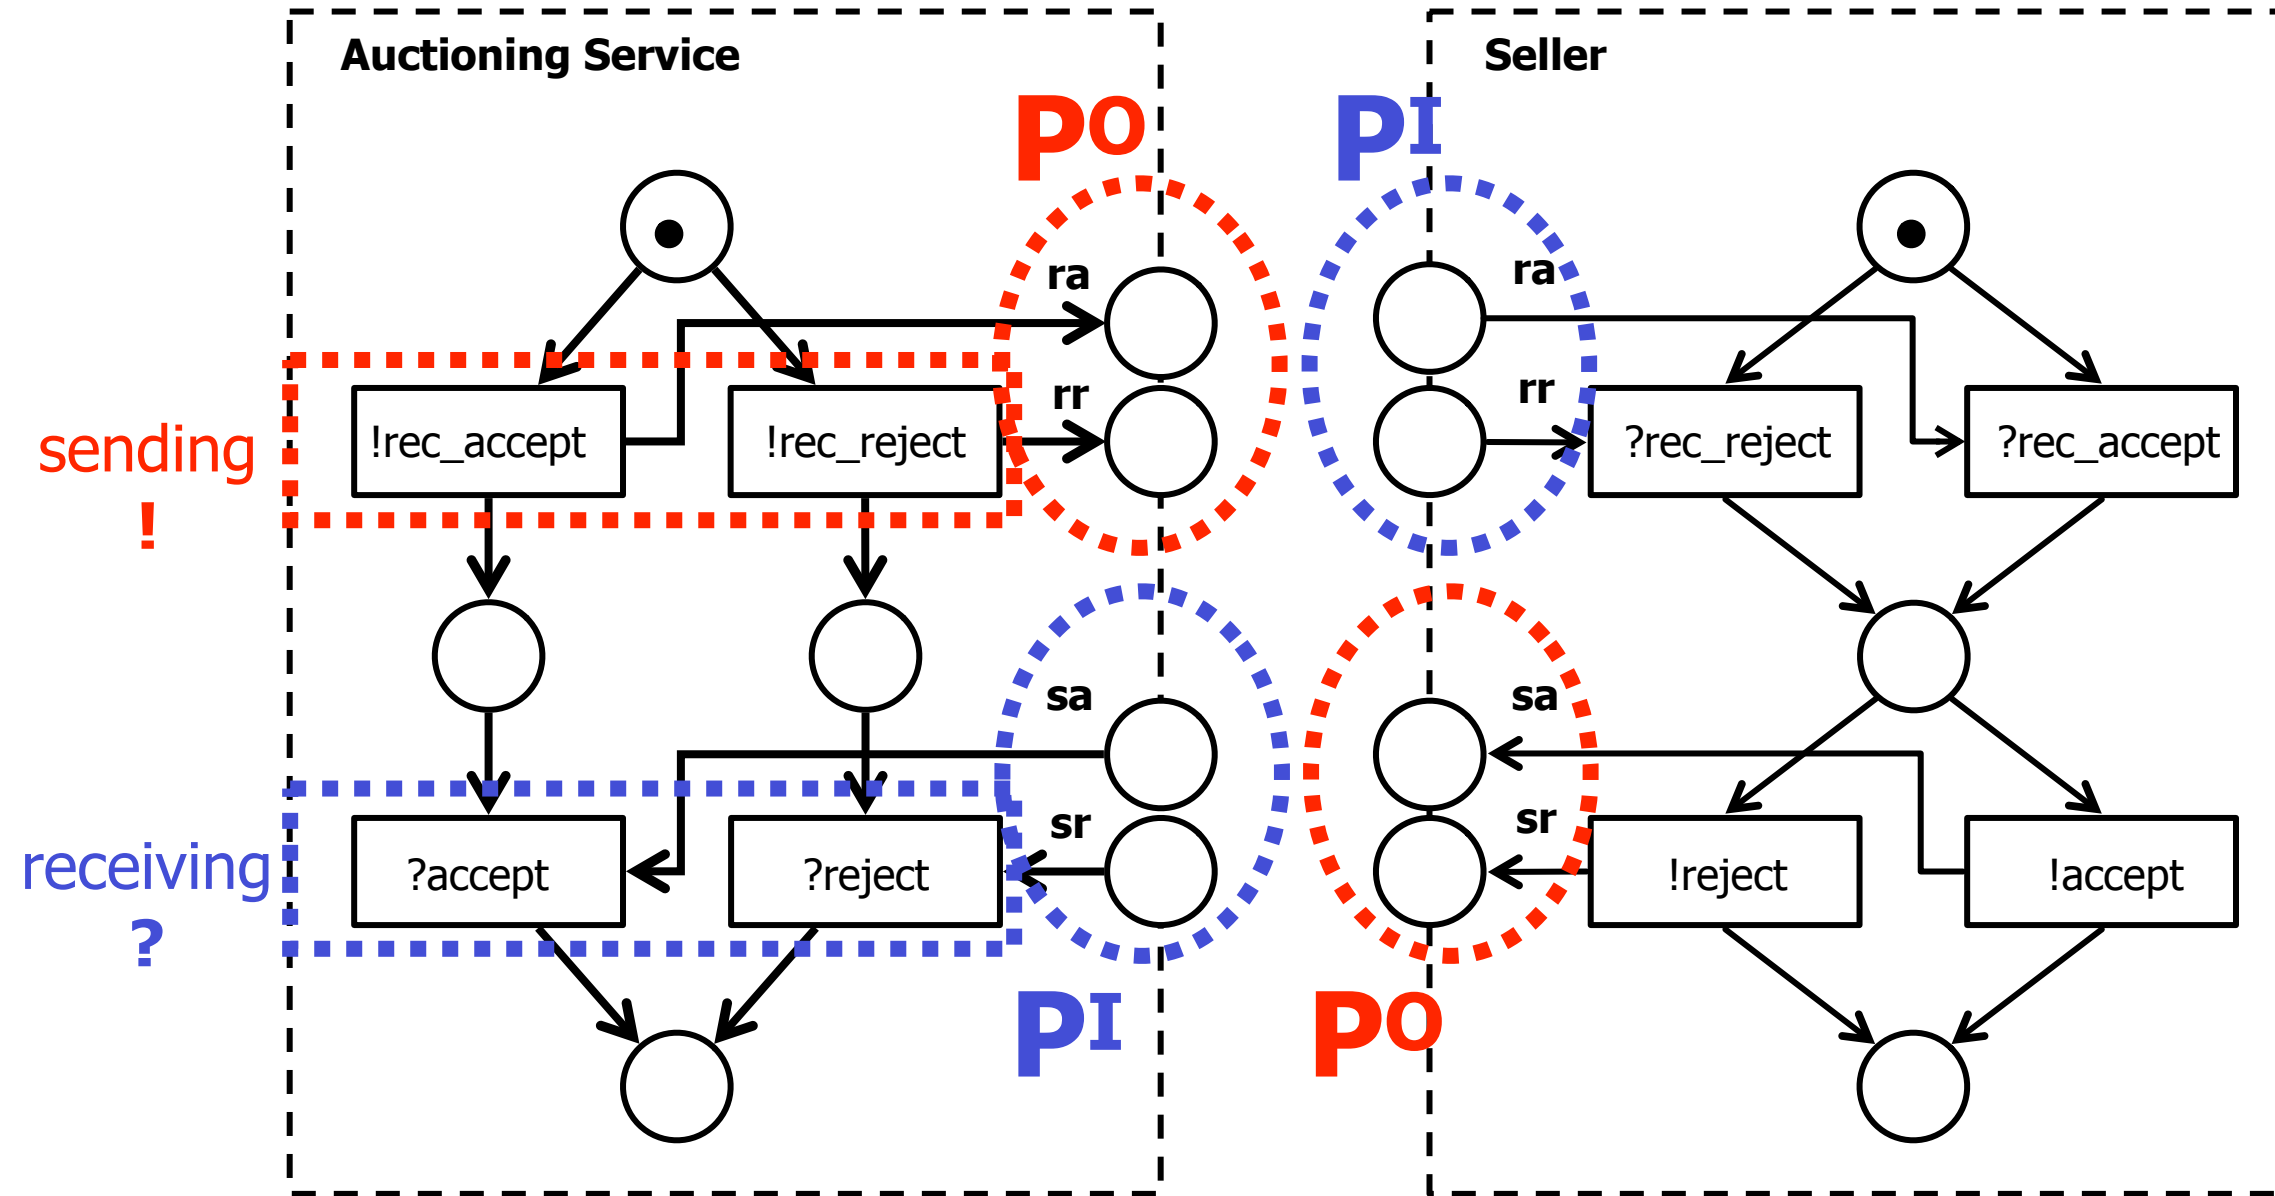 Auctioning Service
Seller
PO
PI
ra
ra
rr
rr
sending
!
!rec_accept
!rec_reject
?rec_reject
?rec_accept
sa
sa
sr
sr
receiving
?
?accept
?reject
!reject
!accept
PI
PO